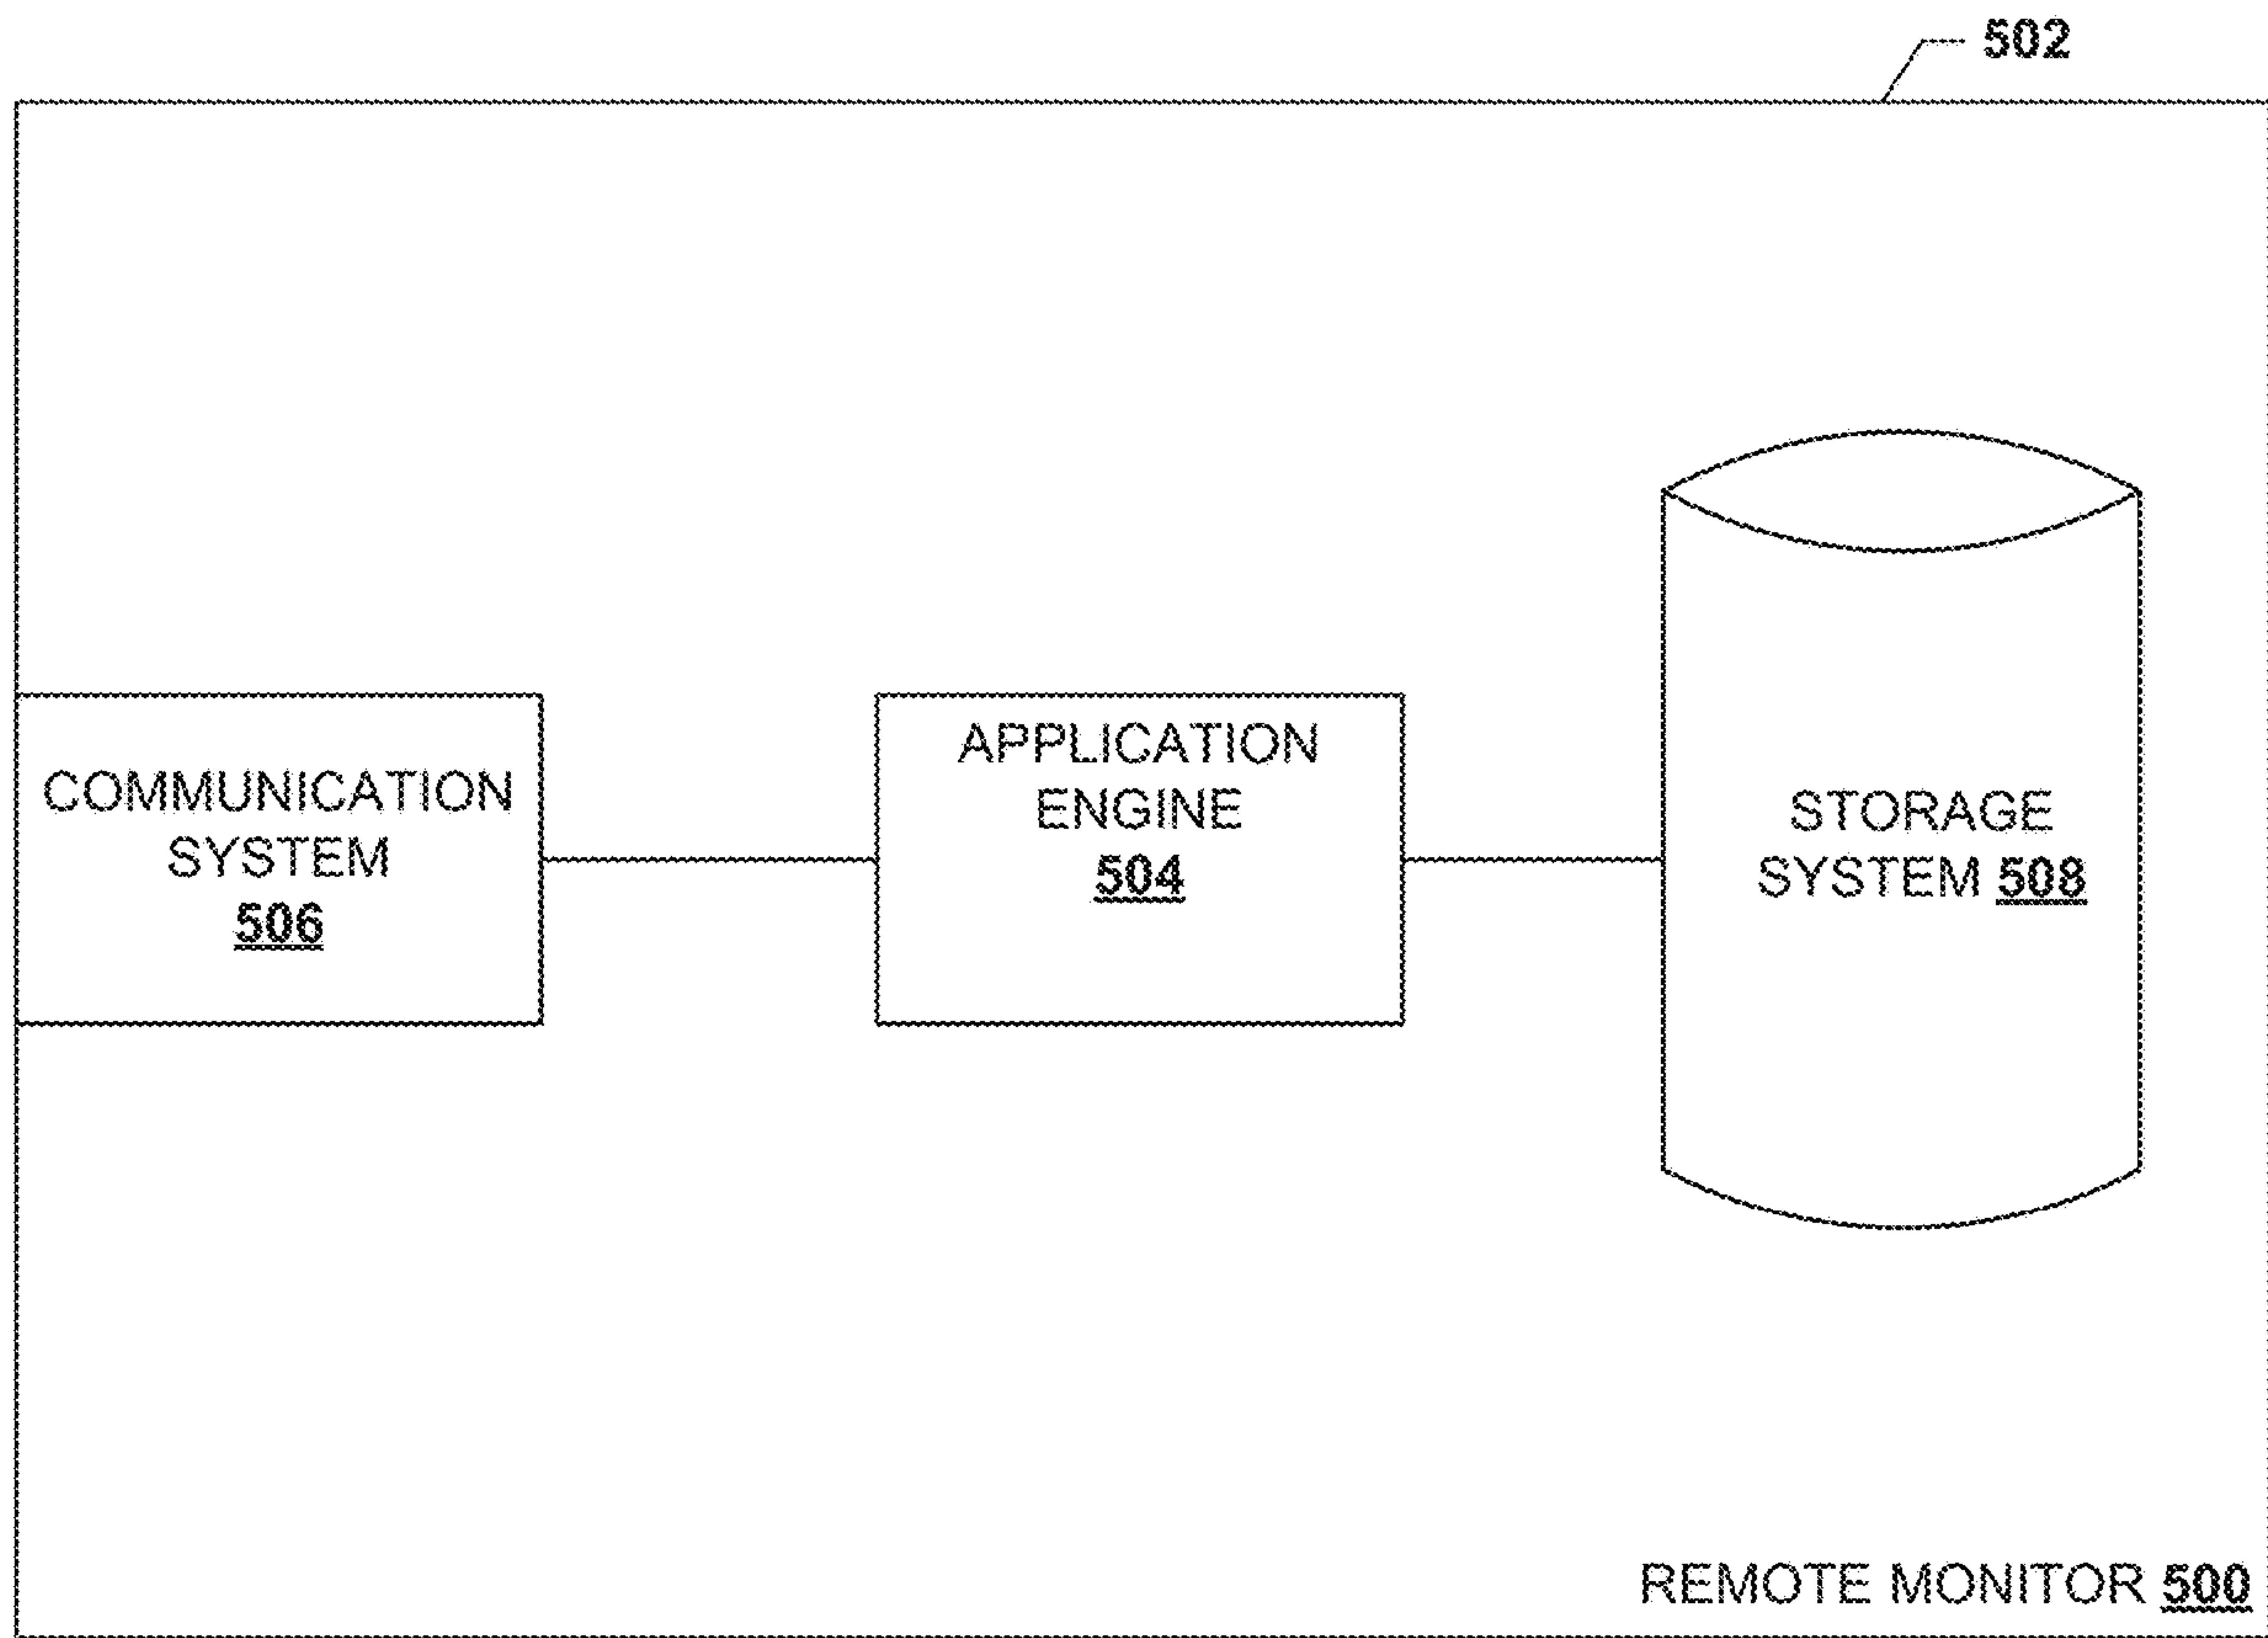 502
COMMUNICATION
SYSTEM
506
APPLICATION
ENGINE
504
STORAGE
SYSTEM 508
REMOTE MONITOR 500